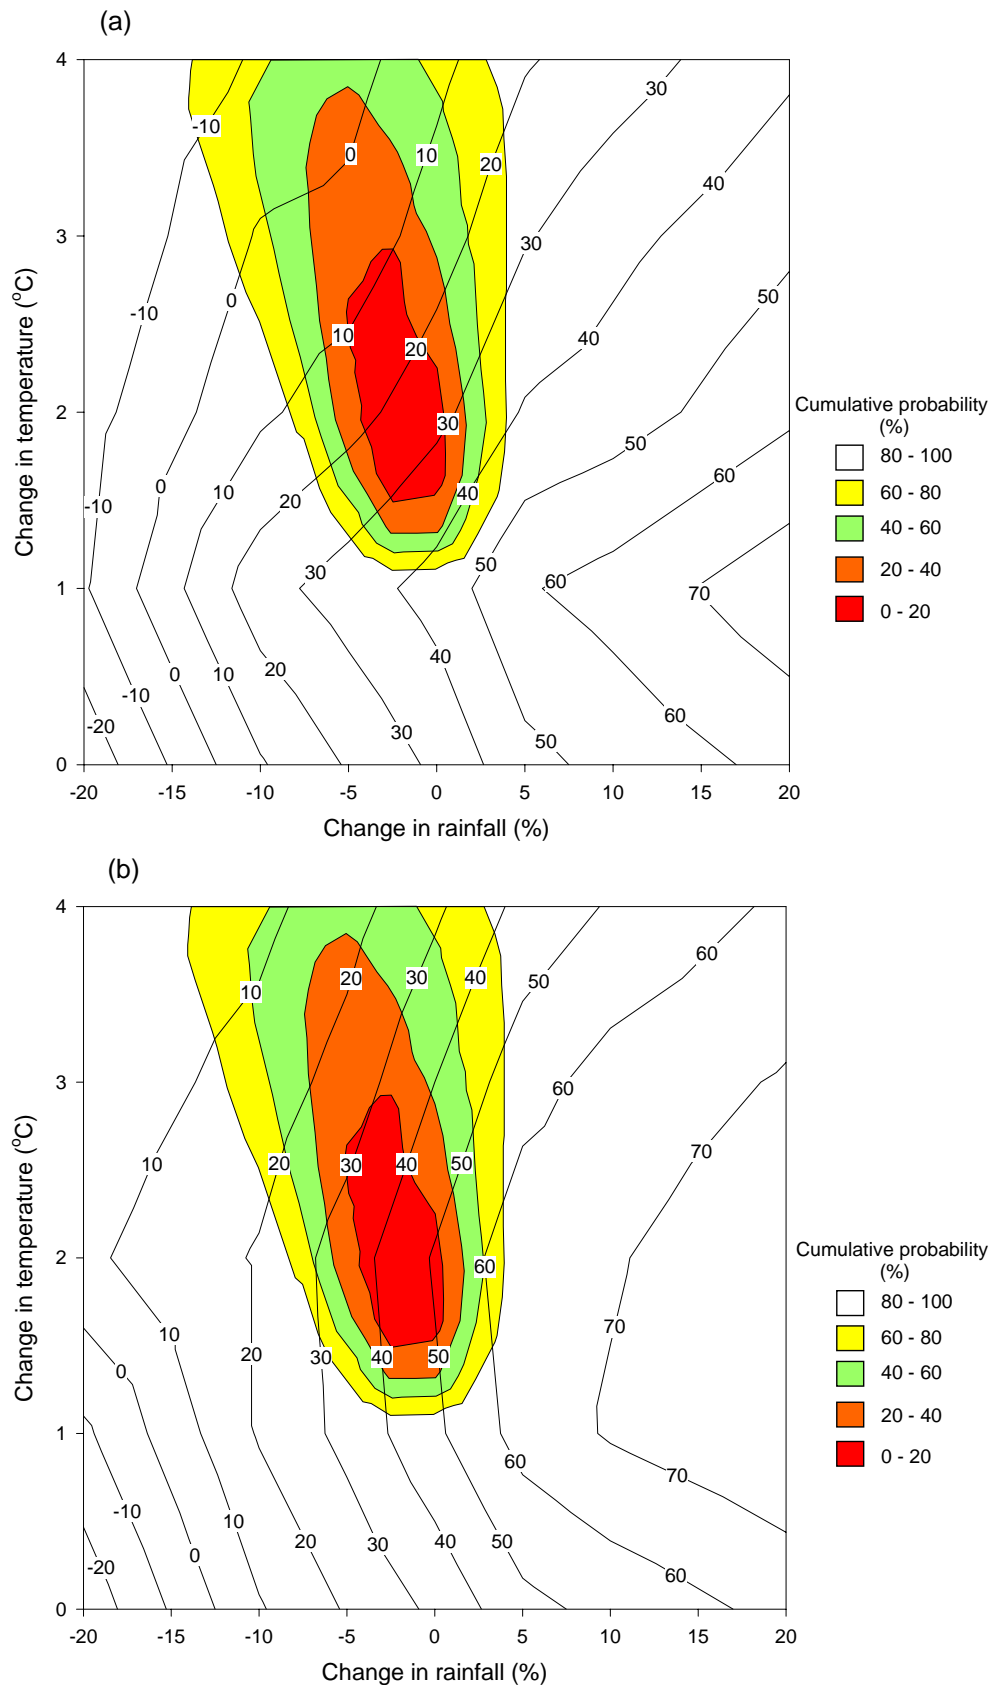 (a)
4
3
2
1
0
Change in temperature (°C)
-20 -15 -10 -5 0 5 10 15 20
Change in rainfall (%)
-10 0 10 20 30
-10 0 30 40
10 20 30 40 50
-10 0 10 20 30 40 50 60
30 50 60 70
-20 -10 0 10 20 30 40 50 60
Cumulative probability
(%)
80 - 100
60 - 80
40 - 60
20 - 40
0 - 20
(b)
4
3
2
1
0
Change in temperature (°C)
-20 -15 -10 -5 0 5 10 15 20
Change in rainfall (%)
10 20 30 40 50 60
10 20 30 40 50 60 70
60
0 10 20 30 40 50 70
-10 10 60 70
-20 0 20 30 40 50 60
Cumulative probability
(%)
80 - 100
60 - 80
40 - 60
20 - 40
0 - 20